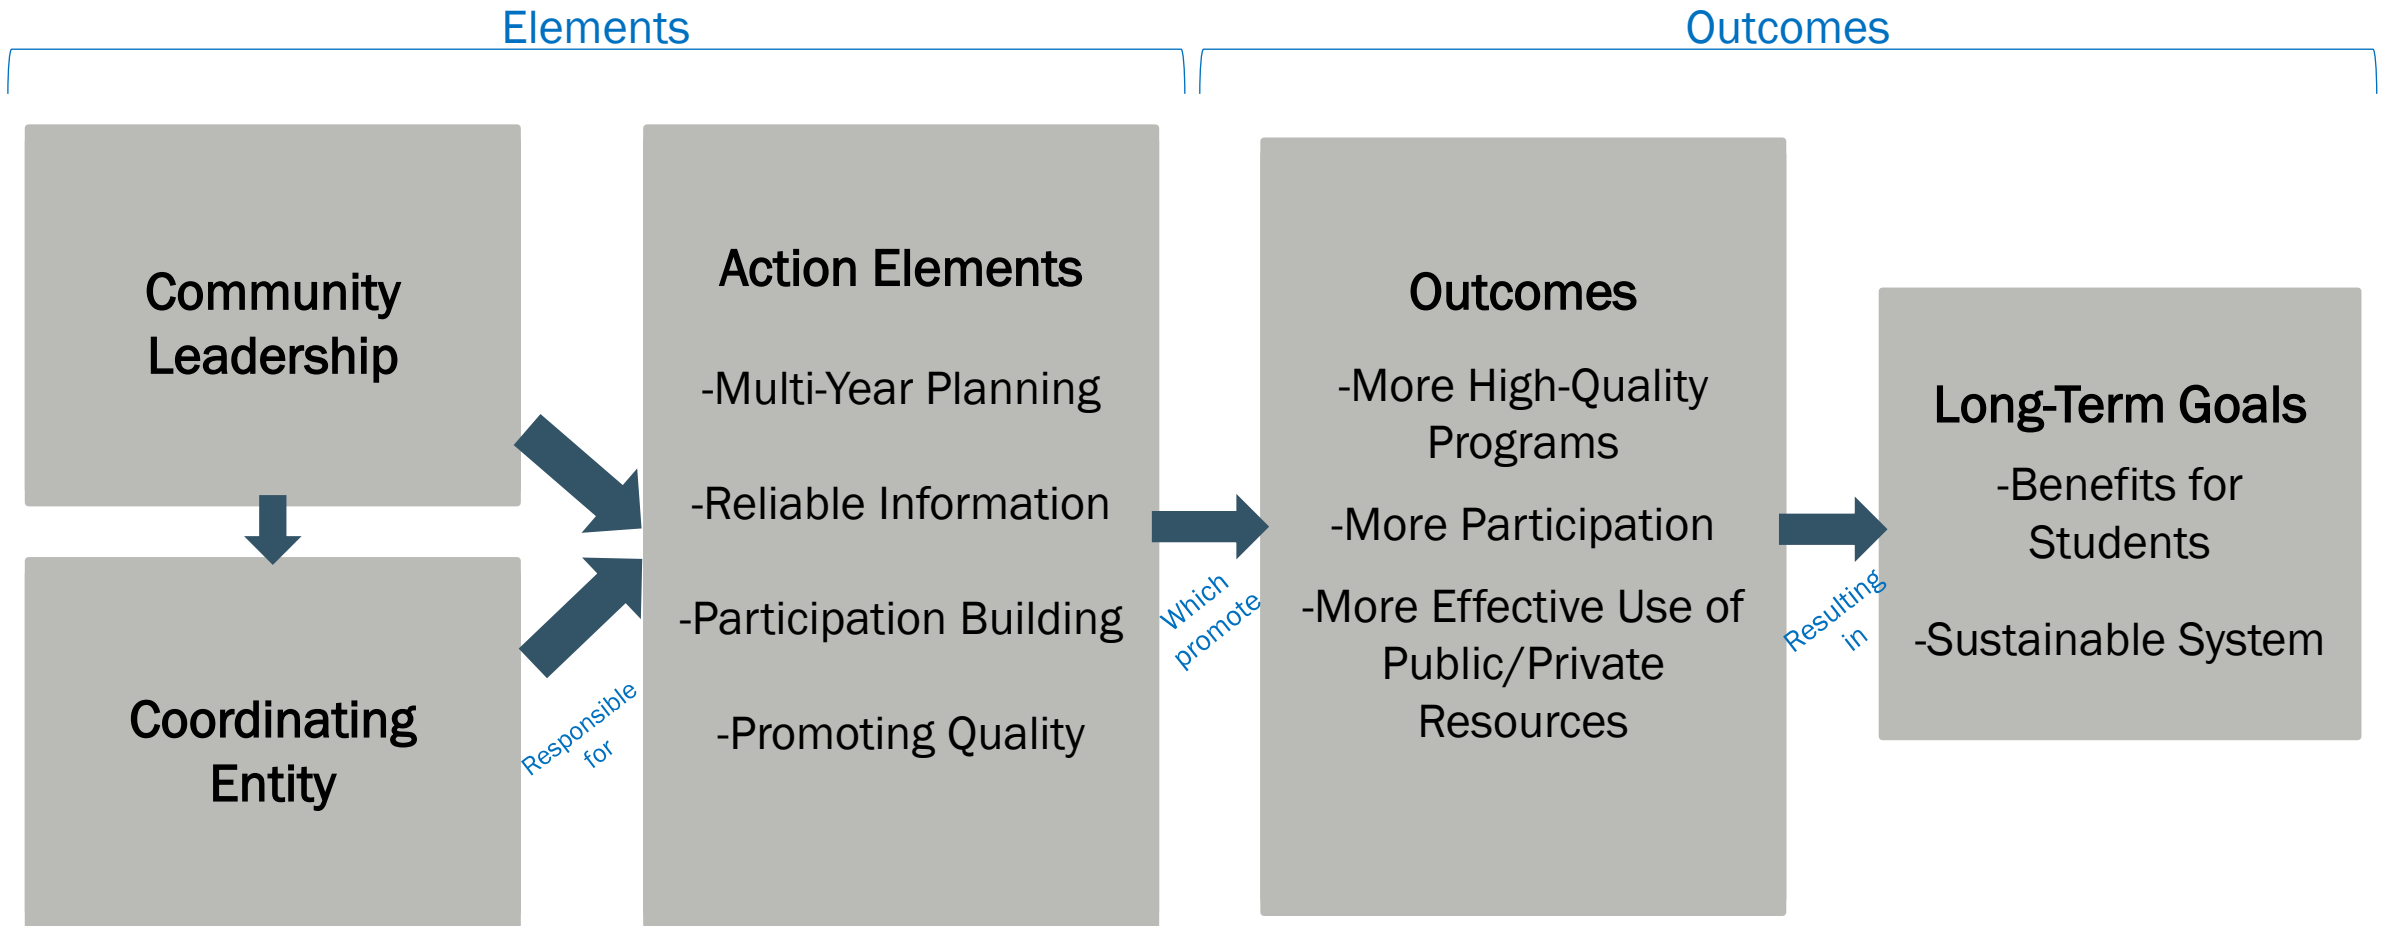 Elements
Outcomes
Community
Leadership
Coordinating
Entity
Responsible
for
Action Elements
-Multi-Year Planning
-Reliable Information
-Participation Building
-Promoting Quality
Which
promote
Outcomes
-More High-Quality
Programs
-More Participation
-More Effective Use of
Public/Private
Resources
Resulting
in
Long-Term Goals
-Benefits for
Students
-Sustainable System